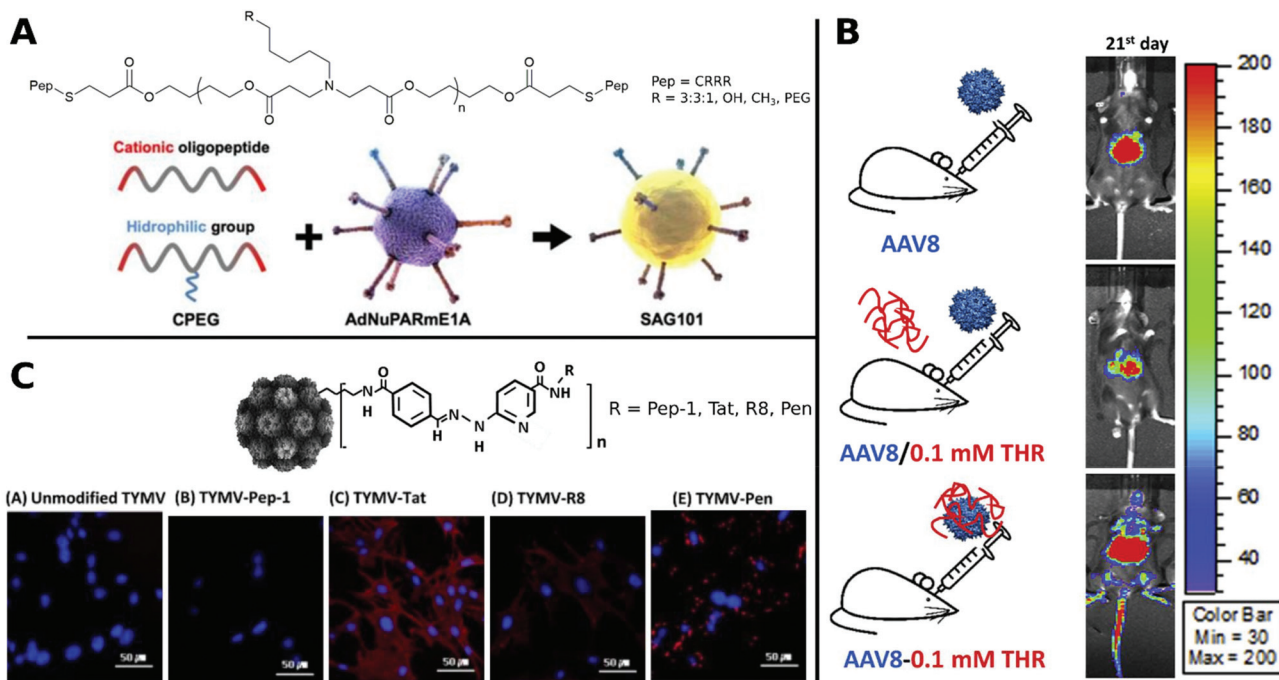 A
R
Pep
S
O
O
O
O
N
O
O
n
O
O
S
Pep
Pep = CRRR
R = 3:3:1, OH, CH₃, PEG
Cationic oligopeptide
Hidrophilic group
CPEG
+
AdNuPARmE1A
SAG101
B
21st day
AAV8
AAV8/0.1 mM THR
AAV8-0.1 mM THR
200
180
160
140
120
100
80
60
40
Color Bar
Min = 30
Max = 200
C
O
N
H
N
N
H
N
O
NH
R
n
R = Pep-1, Tat, R8, Pen
(A) Unmodified TYMV
(B) TYMV-Pep-1
(C) TYMV-Tat
(D) TYMV-R8
(E) TYMV-Pen
50 µm
50 µm
50 µm
50 µm
50 µm